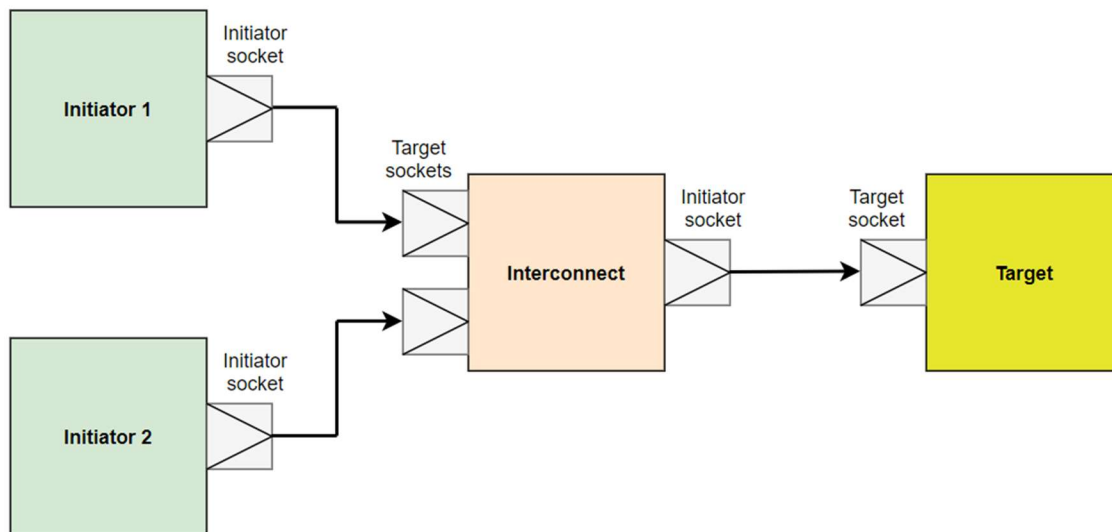 Initiator
socket
Initiator 1
Target
sockets
Initiator
socket
Target
socket
Interconnect
Target
Initiator
socket
Initiator 2